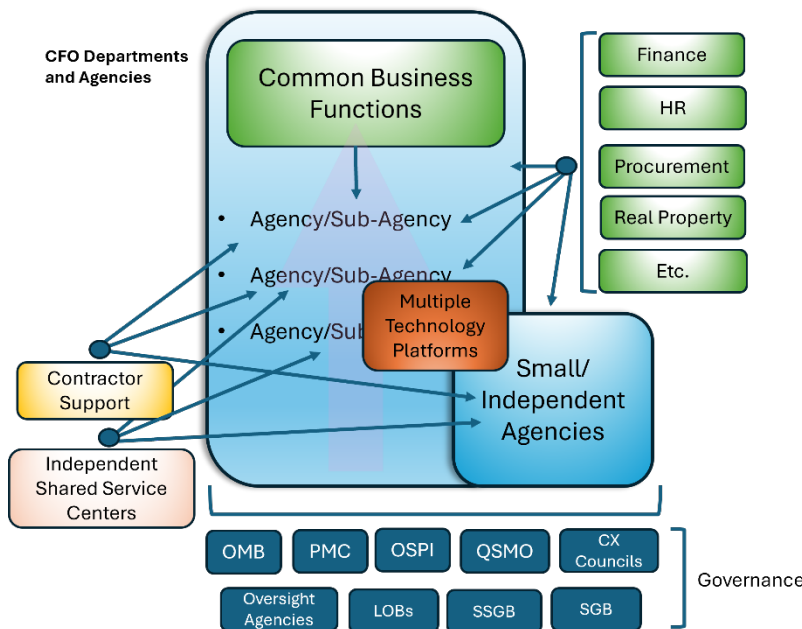 CFO Departments
and Agencies
Common Business
Functions
Finance
HR
Procurement
Real Property
Etc.
• Agency/Sub-Agency
• Agency/Sub-Agency
• Agency/Sub
Multiple
Technology
Platforms
Small/
Independent
Agencies
Contractor
Support
Independent
Shared Service
Centers
OMB
PMC
OSPI
QSMO
CX
Councils
Oversight
Agencies
LOBs
SSGB
SGB
Governance